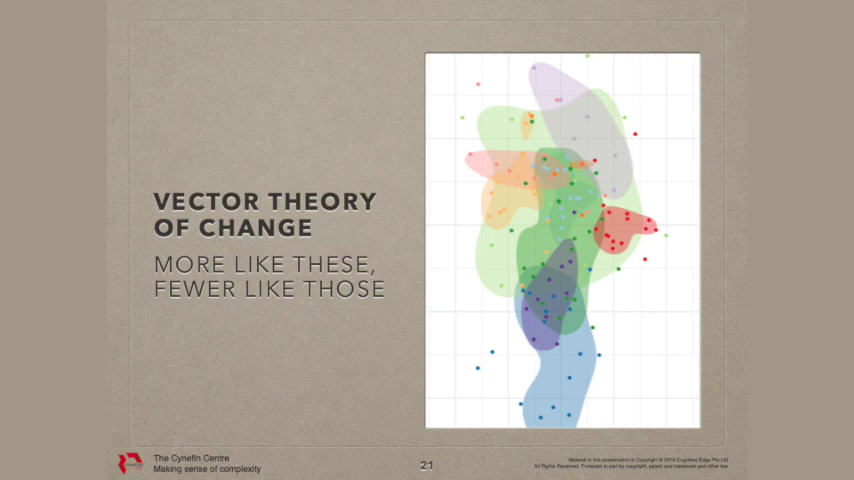 VECTOR THEORY
OF CHANGE
MORE LIKE THESE,
FEWER LIKE THOSE
The Cynefin Centre
Making sense of complexity
21
Material in this presentation is Copyright © 2018 Cognitive Edge Pte Ltd
All Rights Reserved. Protected to part by copyright, patent and trademark and other law